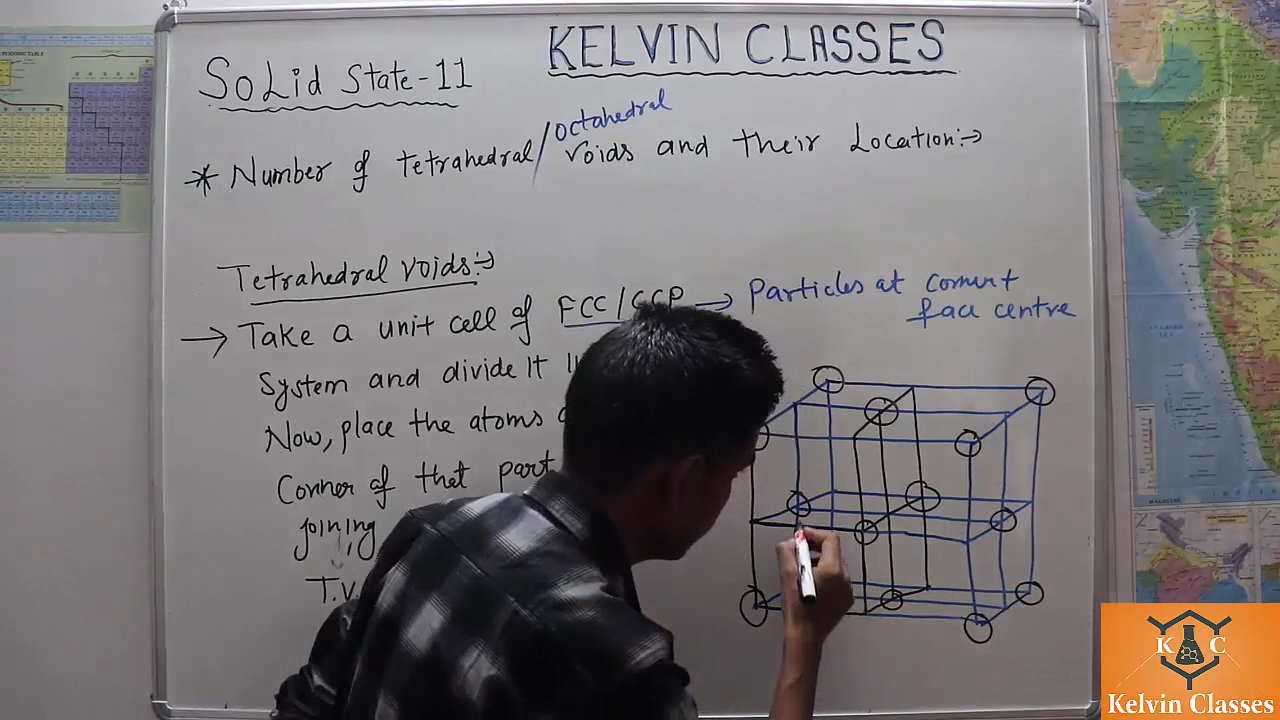 KELVIN CLASSES
Solid State-11
* Number of tetrahedral/octahedral voids and their Location:→
Tetrahedral voids:→
→ Take a unit cell of FCC/CCP → Particles at corner +
face centre
System and divide it
Now, place the atoms
Corner of that part
joining
T.V.
PERIODIC TABLE
K C
Kelvin Classes